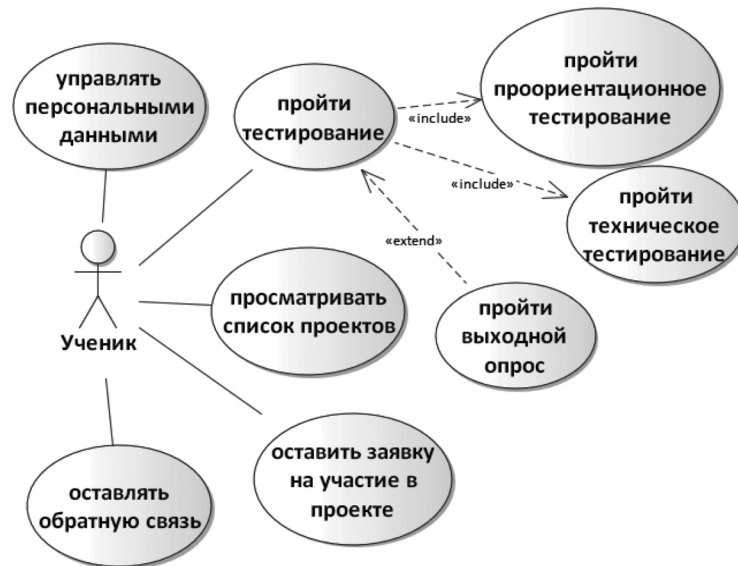 управлять
персональными
данными
пройти
тестирование
«include»
пройти
проориентационное
тестирование
«include»
пройти
техническое
тестирование
«extend»
Ученик
просматривать
список проектов
пройти
выходной
опрос
оставить заявку
на участие в
проекте
оставлять
обратную связь